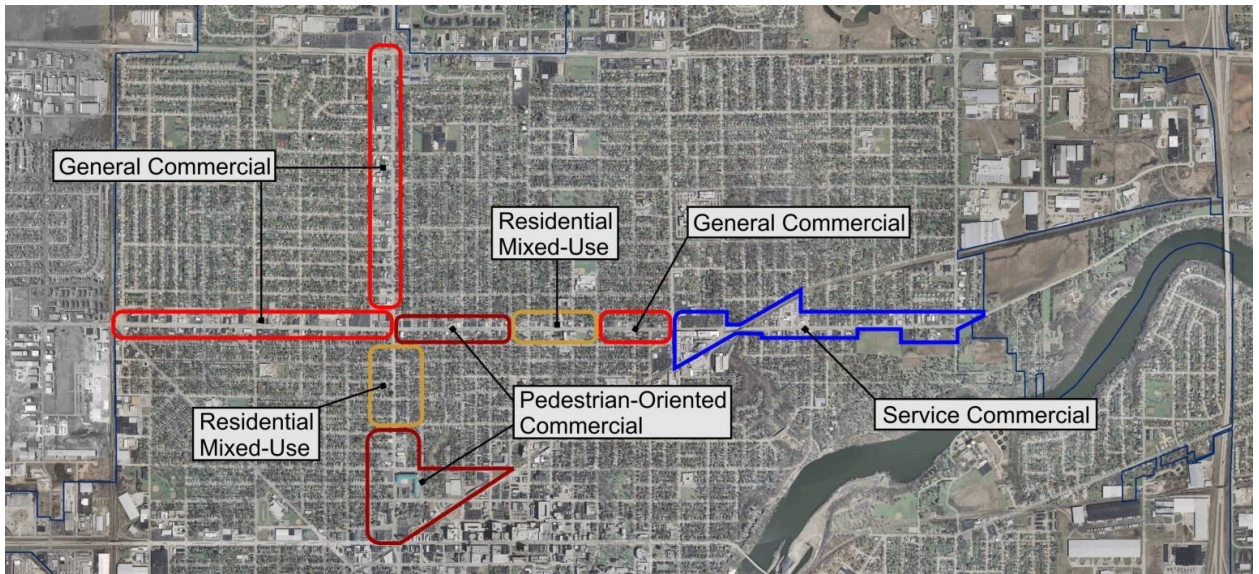 General Commercial
Residential
Mixed-Use
General Commercial
Residential
Mixed-Use
Pedestrian-Oriented
Commercial
Service Commercial